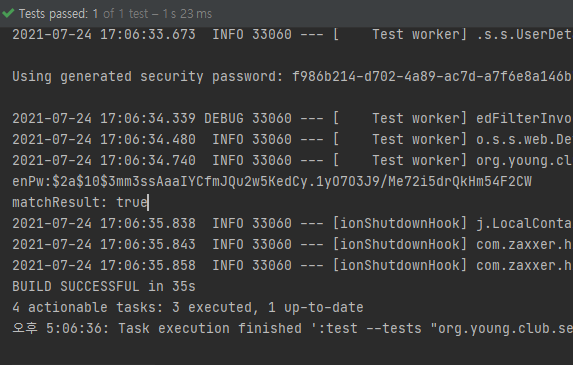 Tests passed: 1 of 1 test – 1 s 23 ms
2021-07-24 17:06:33.673  INFO 33060 --- [    Test worker] .s.s.UserDet
Using generated security password: f986b214-d702-4a89-ac7d-a7f6e8a146b
2021-07-24 17:06:34.339 DEBUG 33060 --- [    Test worker] edFilterInvo
2021-07-24 17:06:34.480  INFO 33060 --- [    Test worker] o.s.s.web.De
2021-07-24 17:06:34.740  INFO 33060 --- [    Test worker] org.young.cl
enPw:$2a$10$3mm3ssAaaIYCfmJQu2w5KedCy.1yO7O3J9/Me72i5drQkHm54F2CW
matchResult: true
2021-07-24 17:06:35.838  INFO 33060 --- [ionShutdownHook] j.LocalConta
2021-07-24 17:06:35.843  INFO 33060 --- [ionShutdownHook] com.zaxxer.h
2021-07-24 17:06:35.858  INFO 33060 --- [ionShutdownHook] com.zaxxer.h
BUILD SUCCESSFUL in 35s
4 actionable tasks: 3 executed, 1 up-to-date
오후 5:06:36: Task execution finished ':test --tests "org.young.club.se